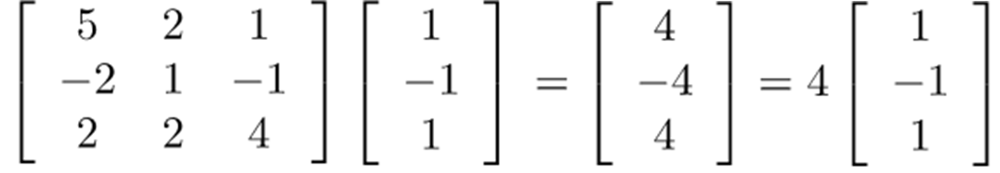 [ 5 2 1 ] [ 1 ] [ 4 ] [ 1 ]
[ -2 1 -1 ] [ -1 ] = [ -4 ] = 4 [ -1 ]
[ 2 2 4 ] [ 1 ] [ 4 ] [ 1 ]